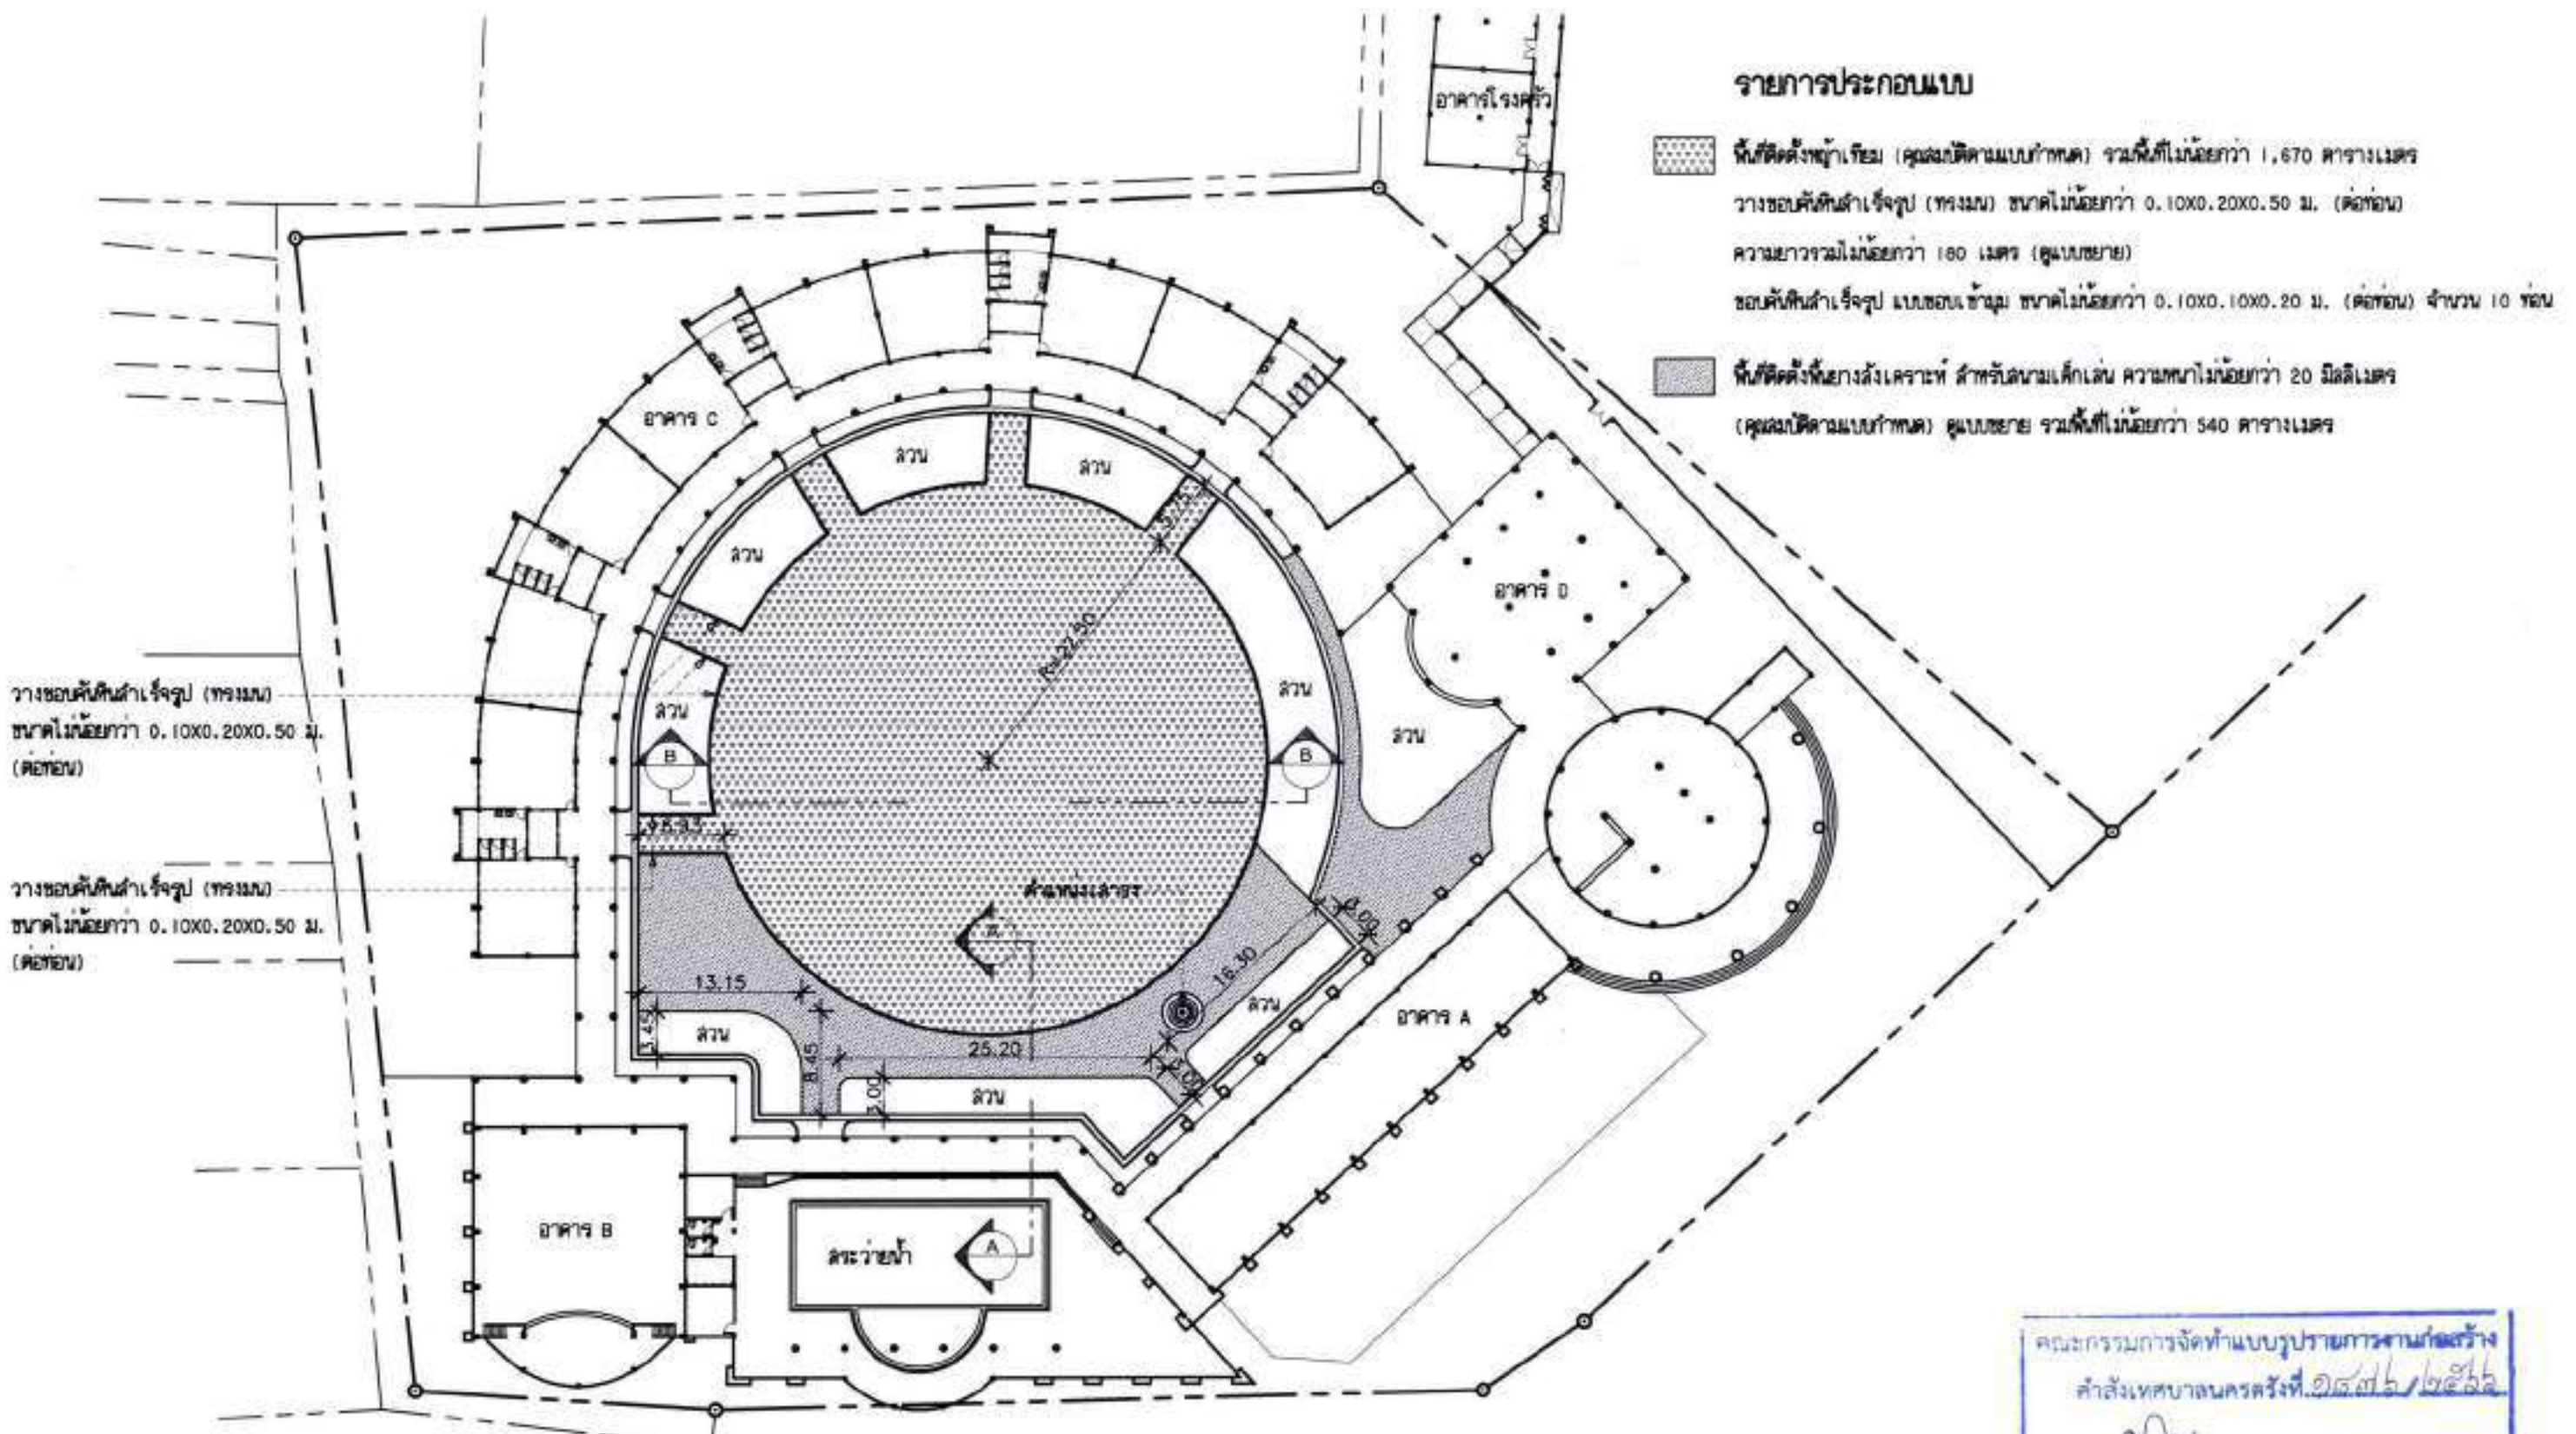 รายการประกอบแบบ
พื้นที่ติดตั้งหญ้าเทียม (คุณสมบัติตามแบบกำหนด) รวมพื้นที่ไม่น้อยกว่า 1,670 ตารางเมตร
วางขอบคันหินสำเร็จรูป (ทรงมน) ขนาดไม่น้อยกว่า 0.10X0.20X0.50 ม. (ต่อท่อน)
ความยาวรวมไม่น้อยกว่า 180 เมตร (ดูแบบขยาย)
ขอบคันหินสำเร็จรูป แบบขอบเข้ามุม ขนาดไม่น้อยกว่า 0.10X0.10X0.20 ม. (ต่อท่อน) จำนวน 10 ท่อน
พื้นที่ติดตั้งพื้นยางสังเคราะห์ สำหรับสนามเด็กเล่น ความหนาไม่น้อยกว่า 20 มิลลิเมตร
(คุณสมบัติตามแบบกำหนด) ดูแบบขยาย รวมพื้นที่ไม่น้อยกว่า 540 ตารางเมตร
อาคารโรงครัว
อาคาร C
สวน
สวน
สวน
อาคาร D
R=22.50
วางขอบคันหินสำเร็จรูป (ทรงมน)
ขนาดไม่น้อยกว่า 0.10X0.20X0.50 ม.
(ต่อท่อน)
สวน
สวน
สวน
B
B
วางขอบคันหินสำเร็จรูป (ทรงมน)
ขนาดไม่น้อยกว่า 0.10X0.20X0.50 ม.
(ต่อท่อน)
ตำแหน่งเสาธง
A
3.00
16.30
13.15
สวน
อาคาร A
3.45
สวน
8.45
25.20
3.00
สวน
อาคาร B
สระว่ายน้ำ
A
คณะกรรมการจัดทำแบบรูปรายการงานก่อสร้าง
คำสั่งเทศบาลนครตรังที่